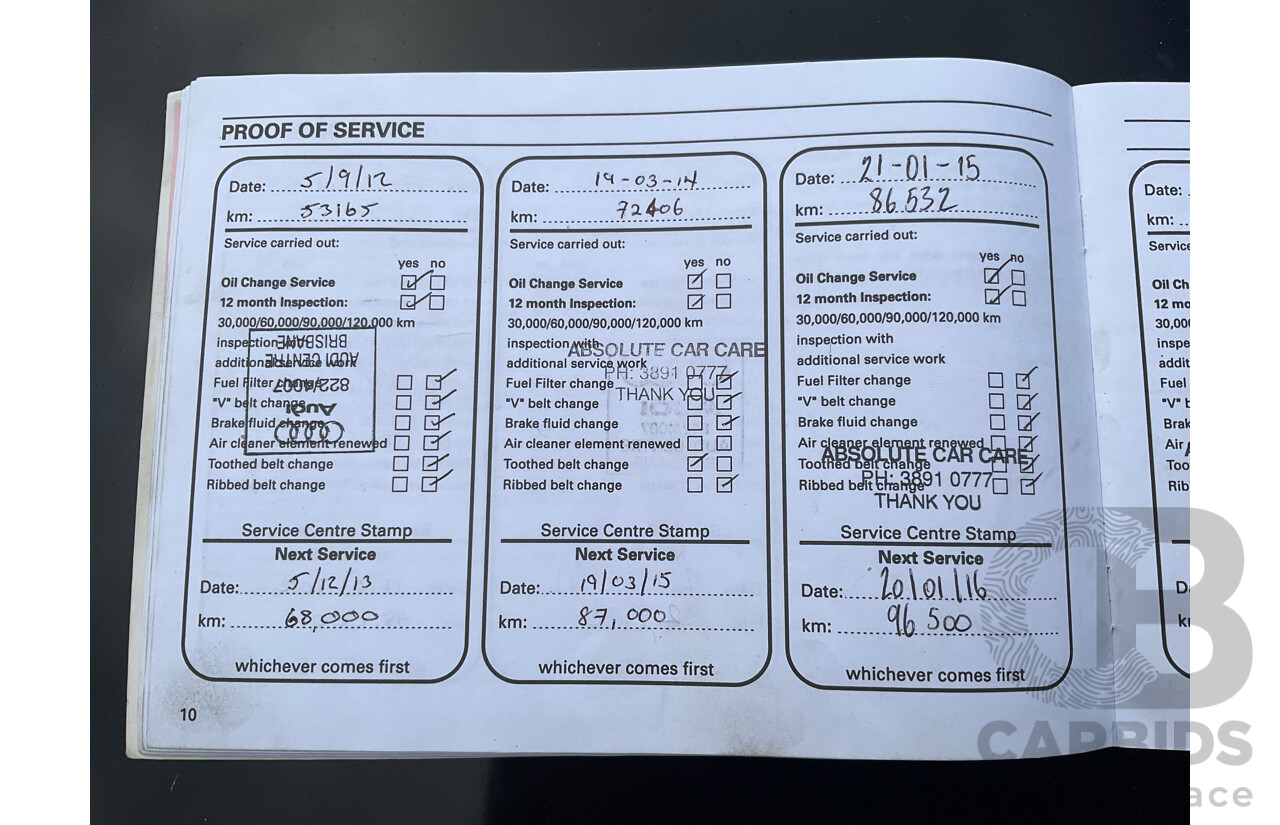 PROOF OF SERVICE
Date: 5/9/12
km: 53165
Service carried out:
yes no
Oil Change Service
12 month Inspection:
30,000/60,000/90,000/120,000 km
inspection with
additional service work
Fuel Filter change
"V" belt change
Brake fluid change
Air cleaner element renewed
Toothed belt change
Ribbed belt change
BRISBANE
AUDI CENTRE
822/4007
Audi
Service Centre Stamp
Next Service
Date: 5/12/13
km: 68,000
whichever comes first
10
Date: 19-03-14
km: 72406
Service carried out:
yes no
Oil Change Service
12 month Inspection:
30,000/60,000/90,000/120,000 km
inspection with
additional service work
Fuel Filter change
"V" belt change
Brake fluid change
Air cleaner element renewed
Toothed belt change
Ribbed belt change
ABSOLUTE CAR CARE
PH: 3891 0777
THANK YOU
Service Centre Stamp
Next Service
Date: 19/03/15
km: 87,000
whichever comes first
Date: 21-01-15
km: 86.532
Service carried out:
yes no
Oil Change Service
12 month Inspection:
30,000/60,000/90,000/120,000 km
inspection with
additional service work
Fuel Filter change
"V" belt change
Brake fluid change
Air cleaner element renewed
Toothed belt change
Ribbed belt change
ABSOLUTE CAR CARE
PH: 3891 0777
THANK YOU
Service Centre Stamp
Next Service
Date: 20/01/16
km: 96 500
whichever comes first
Date:
km:
CB
CARBIDS